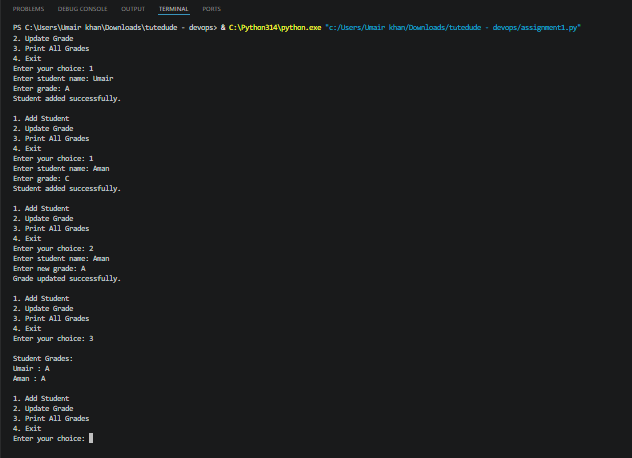 PROBLEMS DEBUG CONSOLE OUTPUT TERMINAL PORTS
PS C:\Users\Umair khan\Downloads\tutedude - devops> & C:\Python314\python.exe "c:/Users/Umair khan/Downloads/tutedude - devops/assignment1.py"
2. Update Grade
3. Print All Grades
4. Exit
Enter your choice: 1
Enter student name: Umair
Enter grade: A
Student added successfully.

1. Add Student
2. Update Grade
3. Print All Grades
4. Exit
Enter your choice: 1
Enter student name: Aman
Enter grade: C
Student added successfully.

1. Add Student
2. Update Grade
3. Print All Grades
4. Exit
Enter your choice: 2
Enter student name: Aman
Enter new grade: A
Grade updated successfully.

1. Add Student
2. Update Grade
3. Print All Grades
4. Exit
Enter your choice: 3

Student Grades:
Umair : A
Aman : A

1. Add Student
2. Update Grade
3. Print All Grades
4. Exit
Enter your choice: